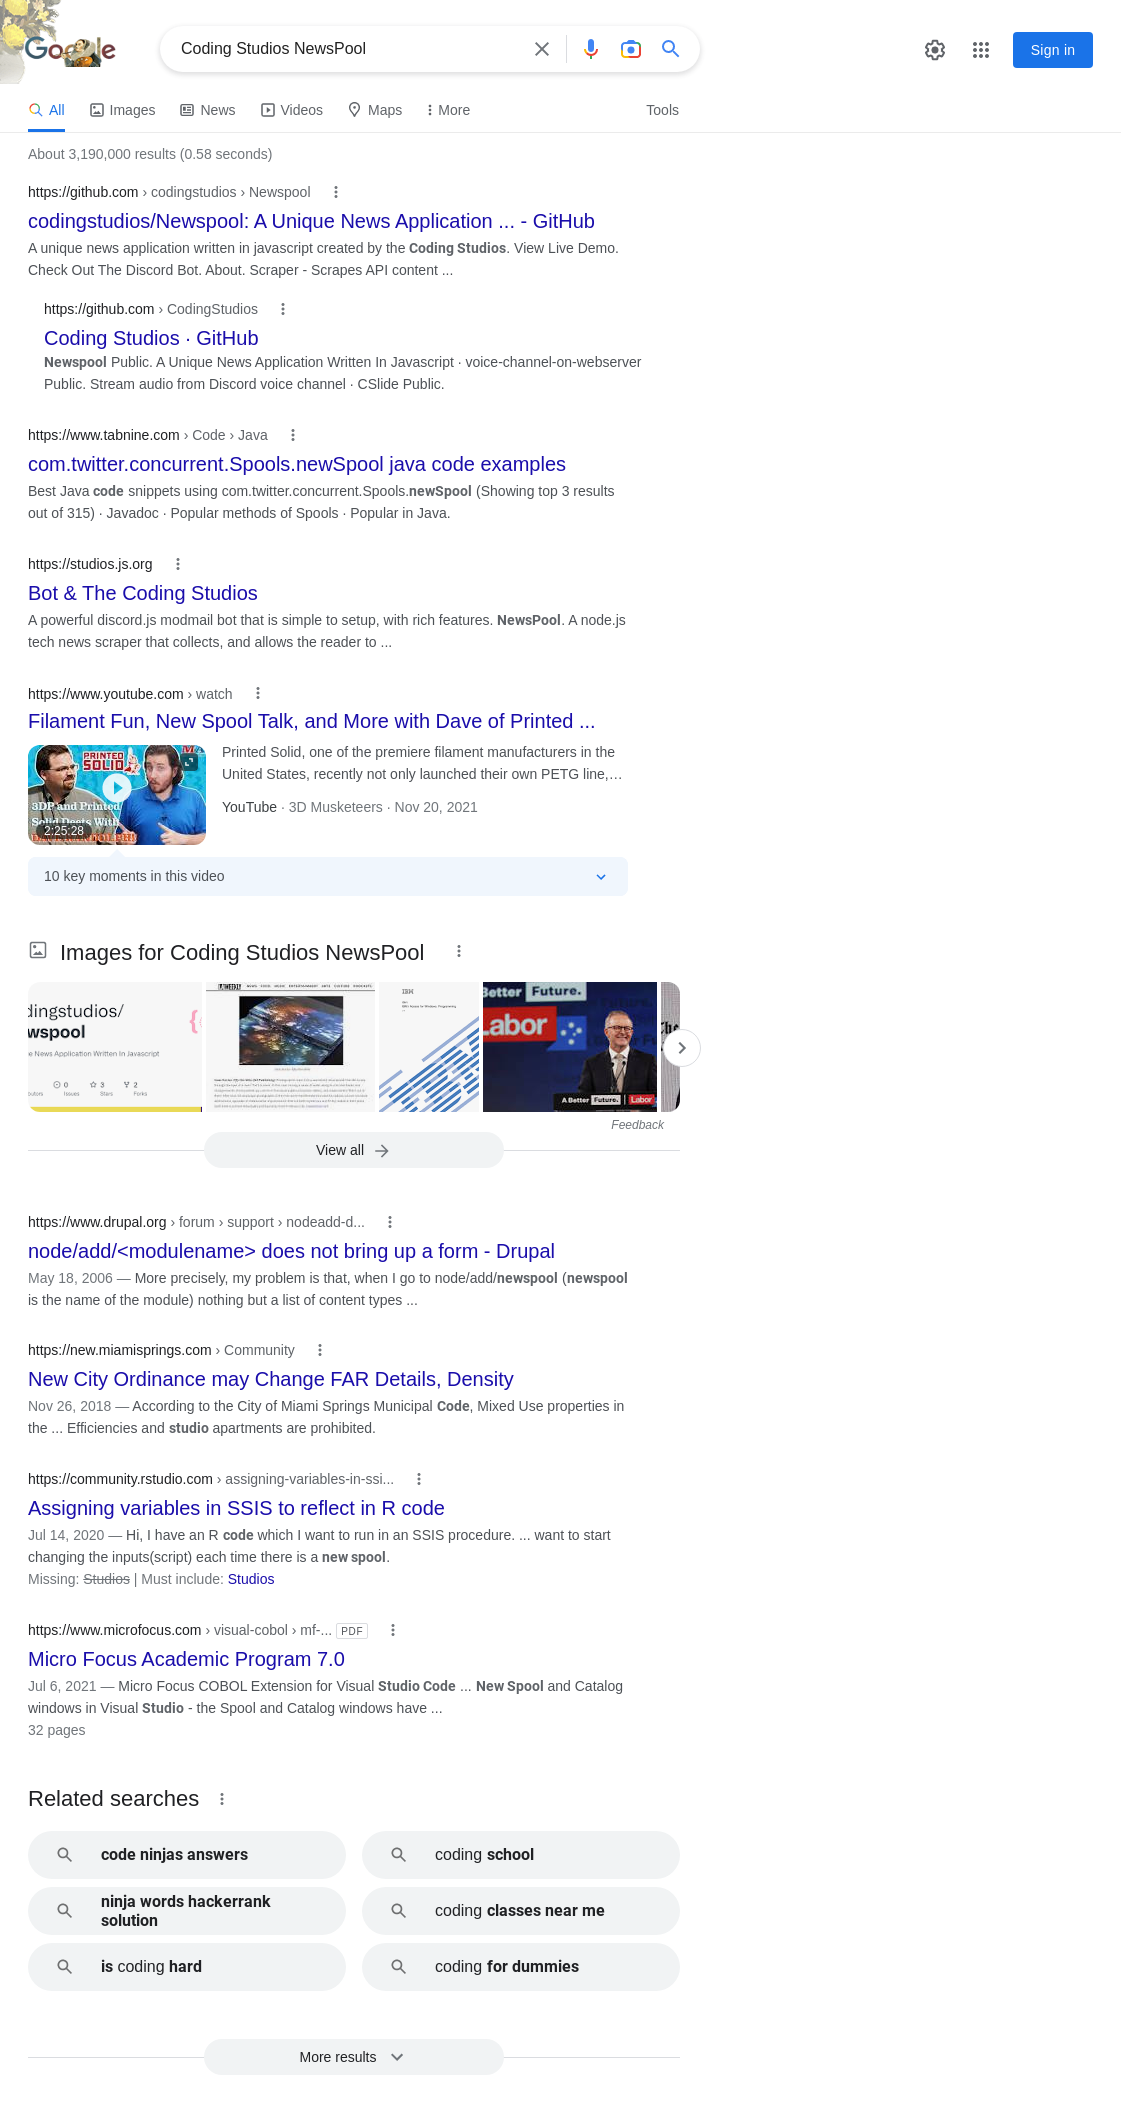 Google
Coding Studios NewsPool
Sign in
All
Images
News
Videos
Maps
More
Tools
About 3,190,000 results (0.58 seconds)
https://github.com › codingstudios › Newspool
codingstudios/Newspool: A Unique News Application ... - GitHub
A unique news application written in javascript created by the Coding Studios. View Live Demo.
Check Out The Discord Bot. About. Scraper - Scrapes API content ...
https://github.com › CodingStudios
Coding Studios · GitHub
Newspool Public. A Unique News Application Written In Javascript · voice-channel-on-webserver
Public. Stream audio from Discord voice channel · CSlide Public.
https://www.tabnine.com › Code › Java
com.twitter.concurrent.Spools.newSpool java code examples
Best Java code snippets using com.twitter.concurrent.Spools.newSpool (Showing top 3 results
out of 315) · Javadoc · Popular methods of Spools · Popular in Java.
https://studios.js.org
Bot & The Coding Studios
A powerful discord.js modmail bot that is simple to setup, with rich features. NewsPool. A node.js
tech news scraper that collects, and allows the reader to ...
https://www.youtube.com › watch
Filament Fun, New Spool Talk, and More with Dave of Printed ...
PRINTED
SOLID
3DP and Printed
Solid Deets With
2:25:28
Printed Solid, one of the premiere filament manufacturers in the
United States, recently not only launched their own PETG line,…
YouTube · 3D Musketeers · Nov 20, 2021
10 key moments in this video
Images for Coding Studios NewsPool
dingstudios/
wspool
e News Application Written In Javascript
0
3
2
Issues
Stars
Forks
IBM
Better Future.
Labor
A Better Future. Labor
Feedback
View all
https://www.drupal.org › forum › support › nodeadd-d...
node/add/<modulename> does not bring up a form - Drupal
May 18, 2006 — More precisely, my problem is that, when I go to node/add/newspool (newspool
is the name of the module) nothing but a list of content types ...
https://new.miamisprings.com › Community
New City Ordinance may Change FAR Details, Density
Nov 26, 2018 — According to the City of Miami Springs Municipal Code, Mixed Use properties in
the ... Efficiencies and studio apartments are prohibited.
https://community.rstudio.com › assigning-variables-in-ssi...
Assigning variables in SSIS to reflect in R code
Jul 14, 2020 — Hi, I have an R code which I want to run in an SSIS procedure. ... want to start
changing the inputs(script) each time there is a new spool.
Missing: Studios | Must include: Studios
https://www.microfocus.com › visual-cobol › mf-... PDF
Micro Focus Academic Program 7.0
Jul 6, 2021 — Micro Focus COBOL Extension for Visual Studio Code ... New Spool and Catalog
windows in Visual Studio - the Spool and Catalog windows have ...
32 pages
Related searches
code ninjas answers
coding school
ninja words hackerrank
solution
coding classes near me
is coding hard
coding for dummies
More results